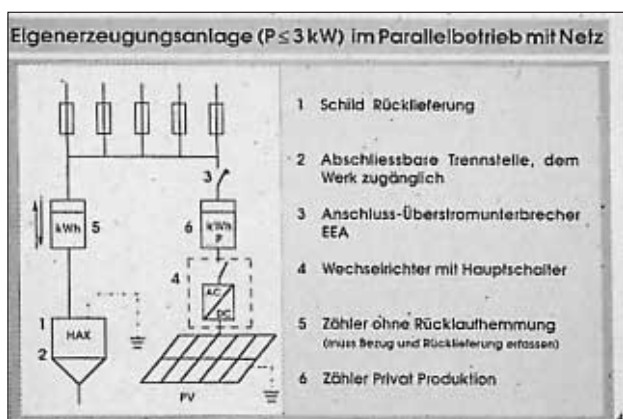 Eigenerzeugungsanlage (P ≤ 3 kW) im Parallelbetrieb mit Netz
1 Schild Rücklieferung
2 Abschliessbare Trennstelle, dem
Werk zugänglich
3 Anschluss-Überstromunterbrecher
EEA
4 Wechselrichter mit Hauptschalter
5 Zähler ohne Rücklaufhemmung
(muss Bezug und Rücklieferung erfassen)
6 Zähler Privat Produktion
3
kWh 5
6 kWh
P
4
AC
DC
1 HAK
2
PV